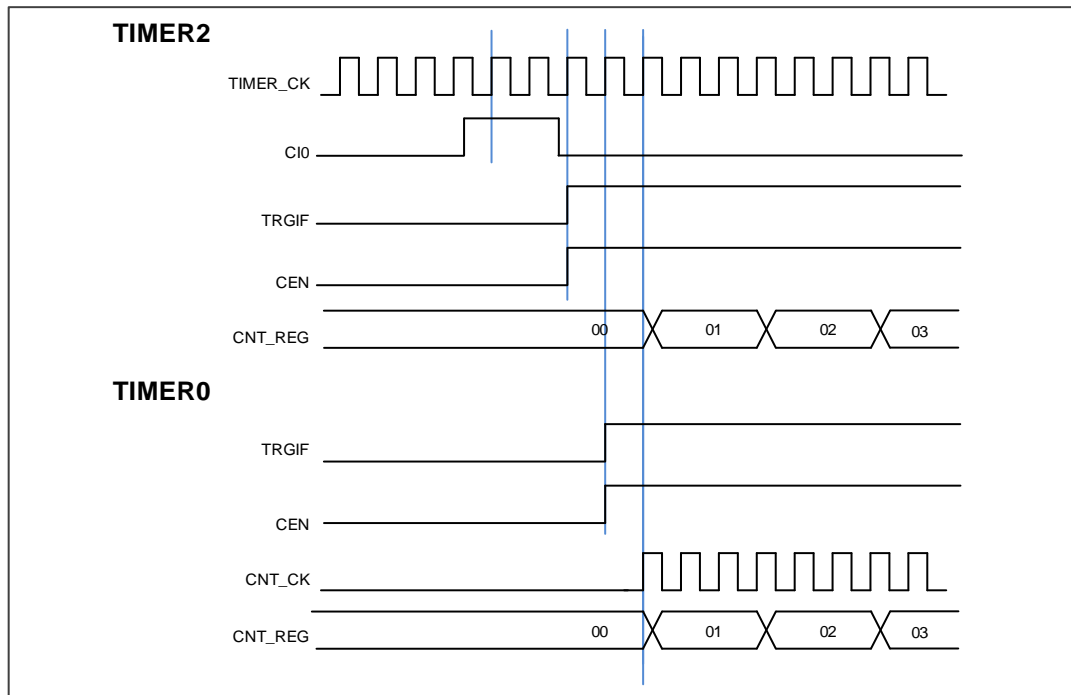 TIMER2
TIMER_CK
CI0
TRGIF
CEN
CNT_REG 00 01 02 03
TIMER0
TRGIF
CEN
CNT_CK
CNT_REG 00 01 02 03